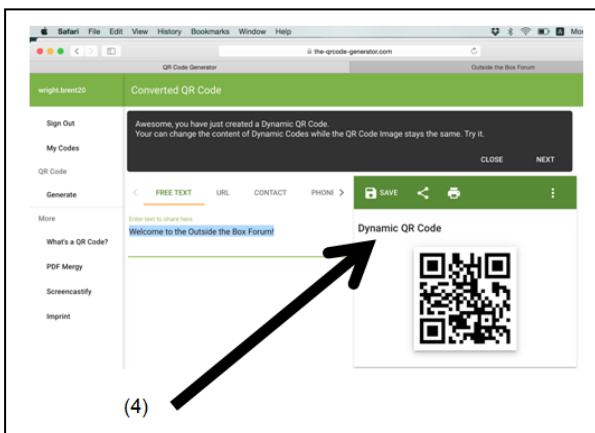 Safari File Edit View History Bookmarks Window Help
the-qrcode-generator.com
QR Code Generator
Outside the Box Forum
wright.brent20
Converted QR Code
Sign Out
My Codes
QR Code
Generate
More
What's a QR Code?
PDF Mergy
Screencastify
Imprint
Awesome, you have just created a Dynamic QR Code.
Your can change the content of Dynamic Codes while the QR Code Image stays the same. Try it.
CLOSE NEXT
FREE TEXT URL CONTACT PHONE
Enter text to share here
Welcome to the Outside the Box Forum!
SAVE
Dynamic QR Code
(4)